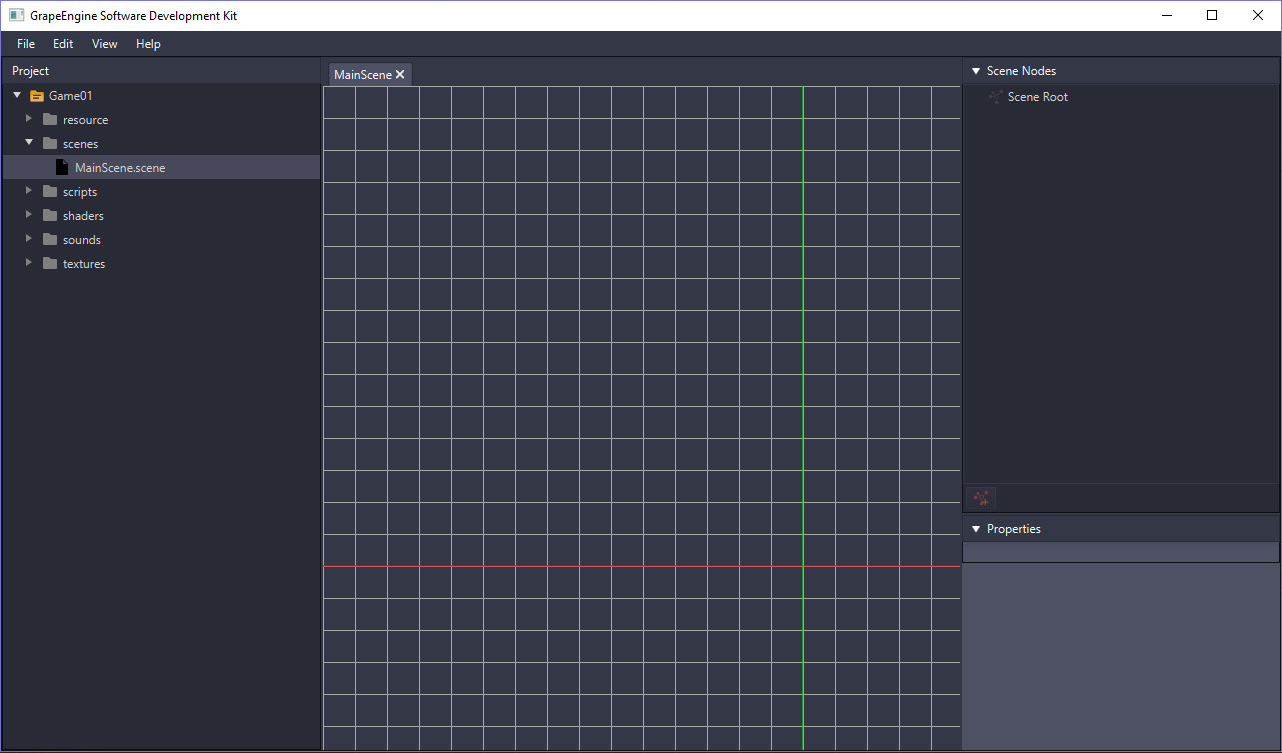 GrapeEngine Software Development Kit
File Edit View Help
Project
Game01
resource
scenes
MainScene.scene
scripts
shaders
sounds
textures
MainScene
Scene Nodes
Scene Root
Properties